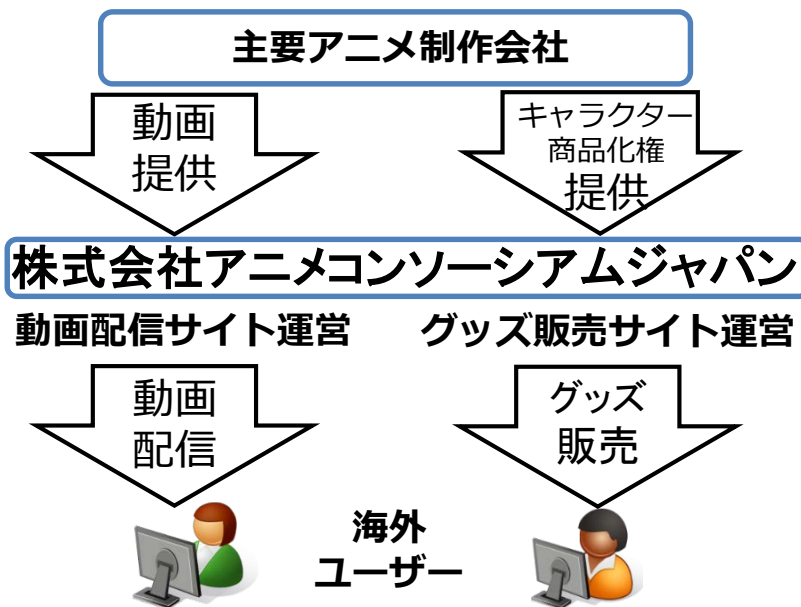 主要アニメ制作会社
動画
提供
キャラクター
商品化権
提供
株式会社アニメコンソーシアムジャパン
動画配信サイト運営
グッズ販売サイト運営
動画
配信
グッズ
販売
海外
ユーザー